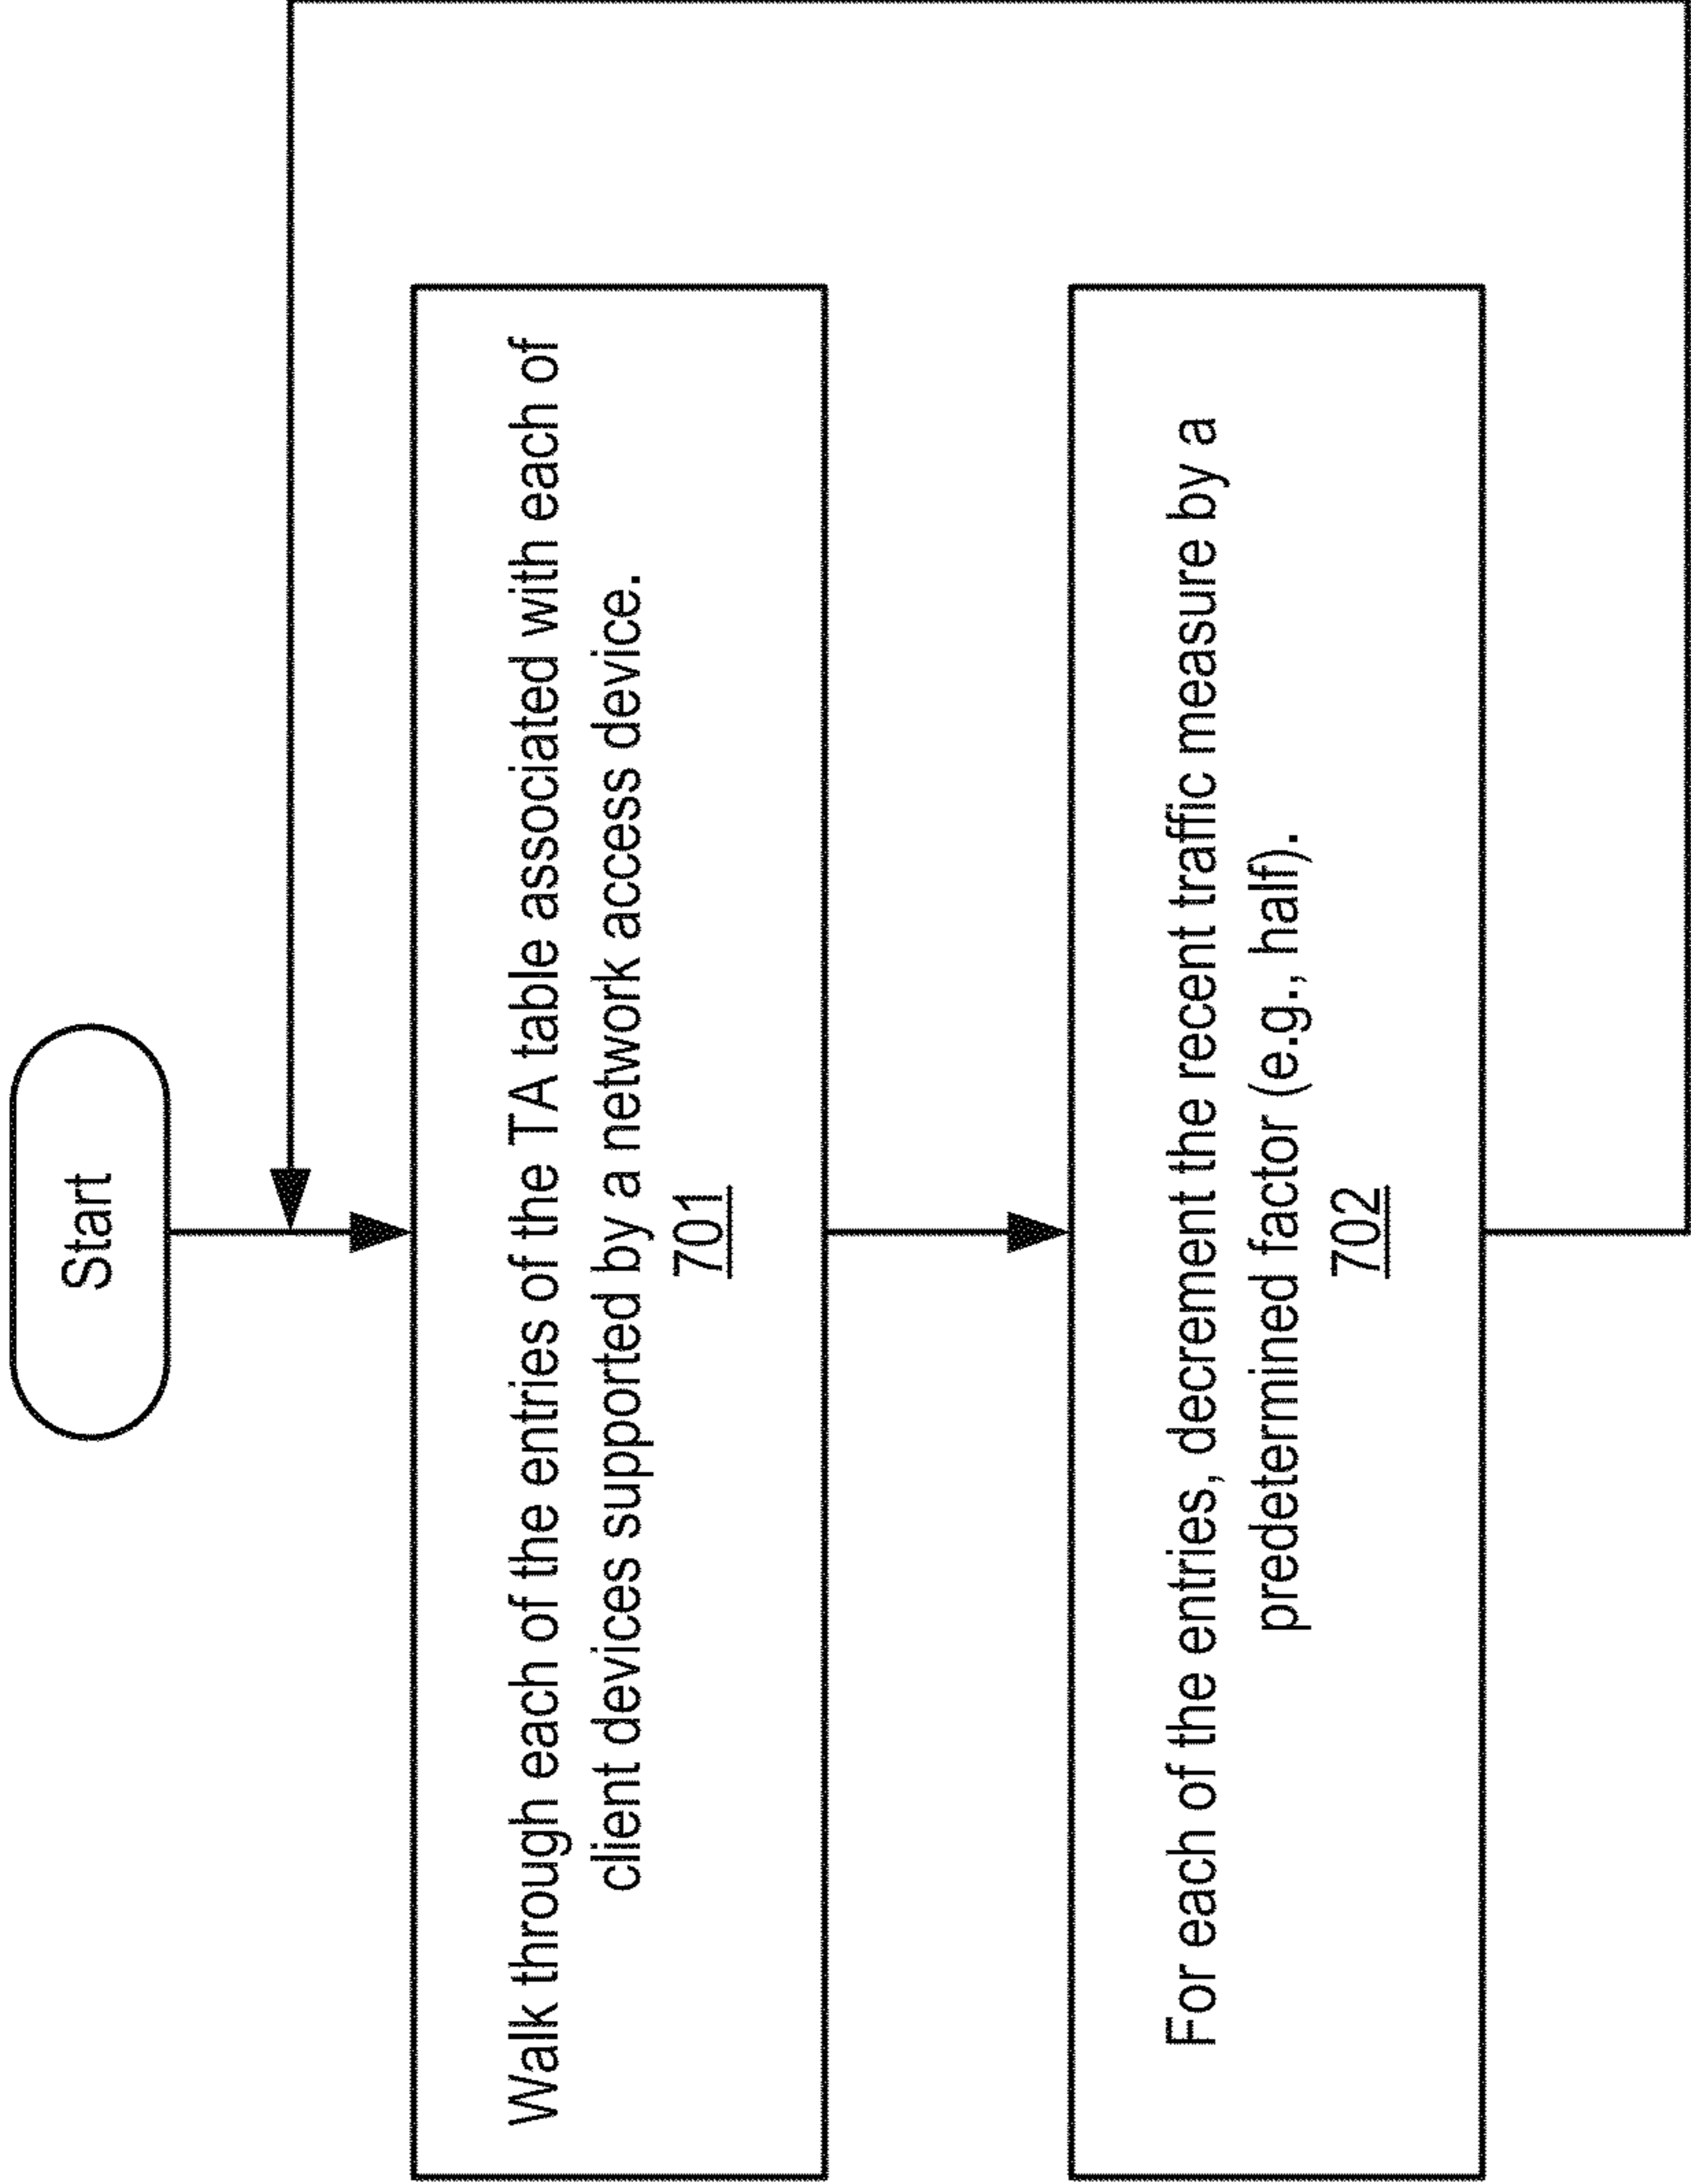 Start
Walk through each of the entries of the TA table associated with each of
client devices supported by a network access device.
701
For each of the entries, decrement the recent traffic measure by a
predetermined factor (e.g., half).
702